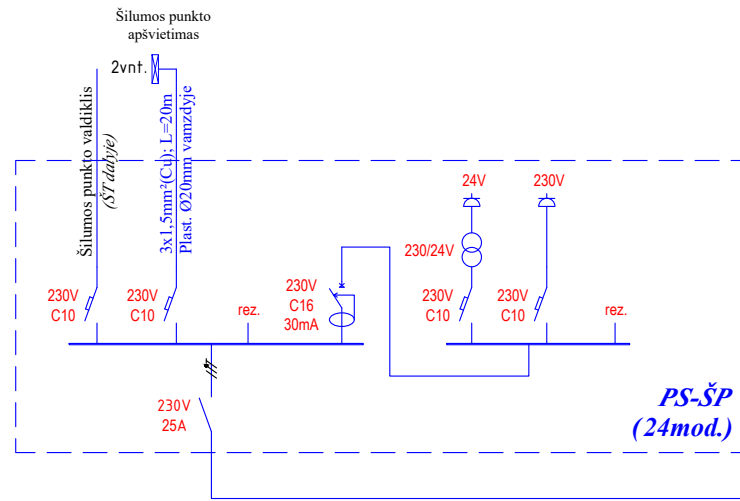 Šilumos punkto
apšvietimas
2vnt.
Šilumos punkto valdiklis
(ŠT dalyje)
3x1,5mm²(Cu); L=20m
Plast. Ø20mm vamzdyje
24V
230V
230/24V
230V
C10
230V
C10
rez.
230V
C16
30mA
230V
C10
230V
C10
rez.
230V
25A
PS-ŠP
(24mod.)